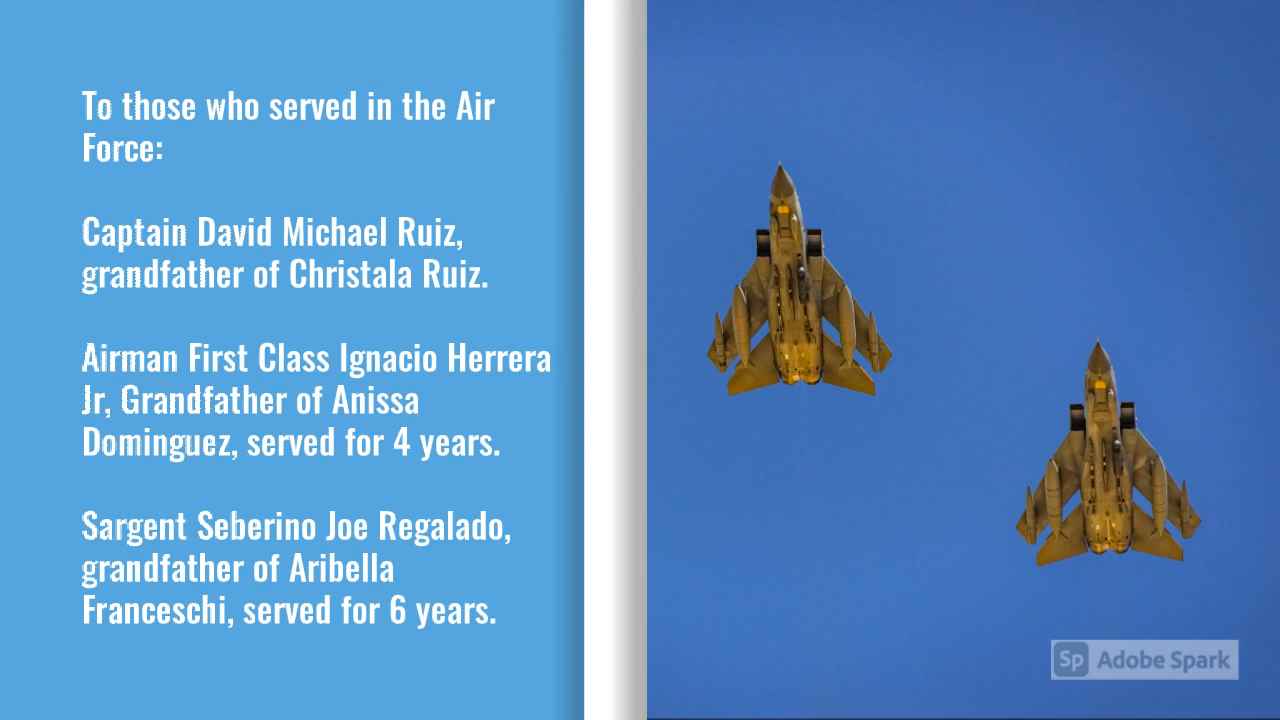 To those who served in the Air
Force:
Captain David Michael Ruiz,
grandfather of Christala Ruiz.
Airman First Class Ignacio Herrera
Jr, Grandfather of Anissa
Dominguez, served for 4 years.
Sargent Seberino Joe Regalado,
grandfather of Aribella
Franceschi, served for 6 years.
Sp Adobe Spark